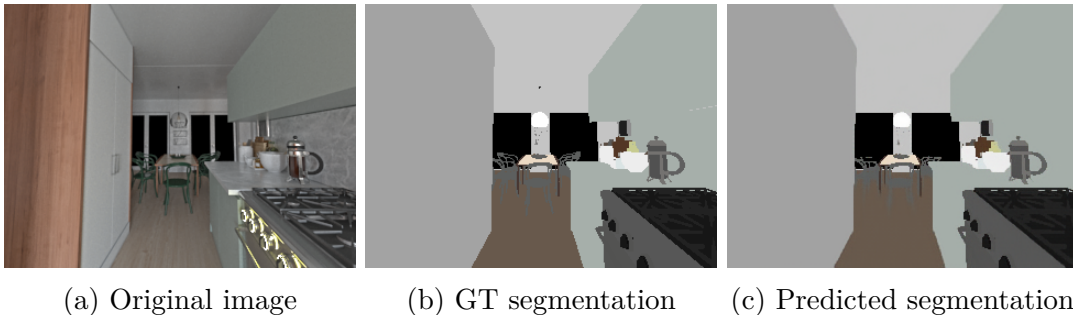 (a) Original image
(b) GT segmentation
(c) Predicted segmentation